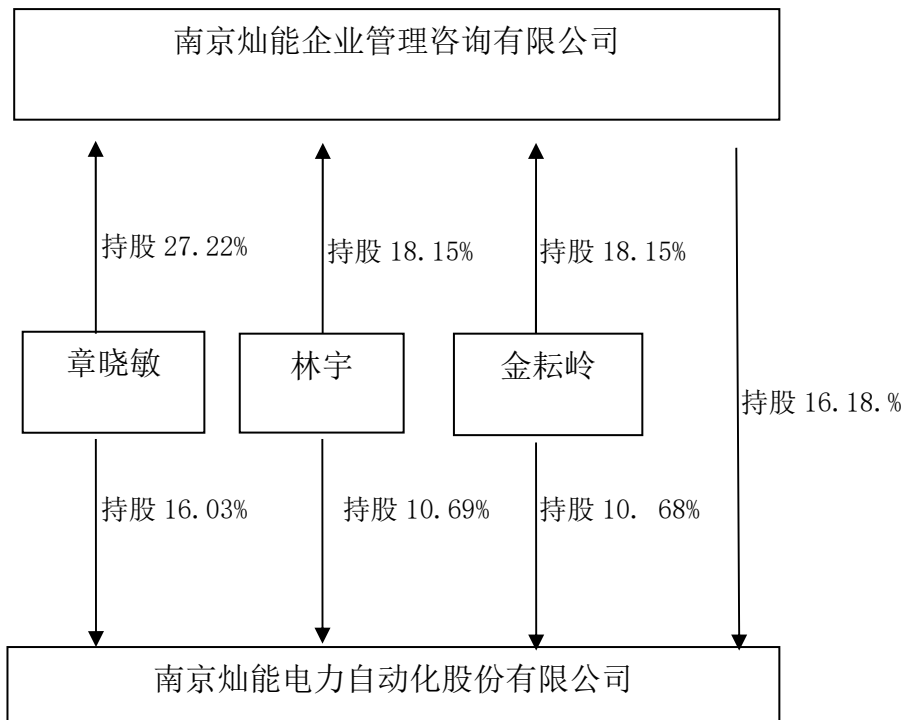 南京灿能企业管理咨询有限公司
持股 27.22%
持股 18.15%
持股 18.15%
章晓敏
林宇
金耘岭
持股 16.18.%
持股 16.03%
持股 10.69%
持股 10. 68%
南京灿能电力自动化股份有限公司